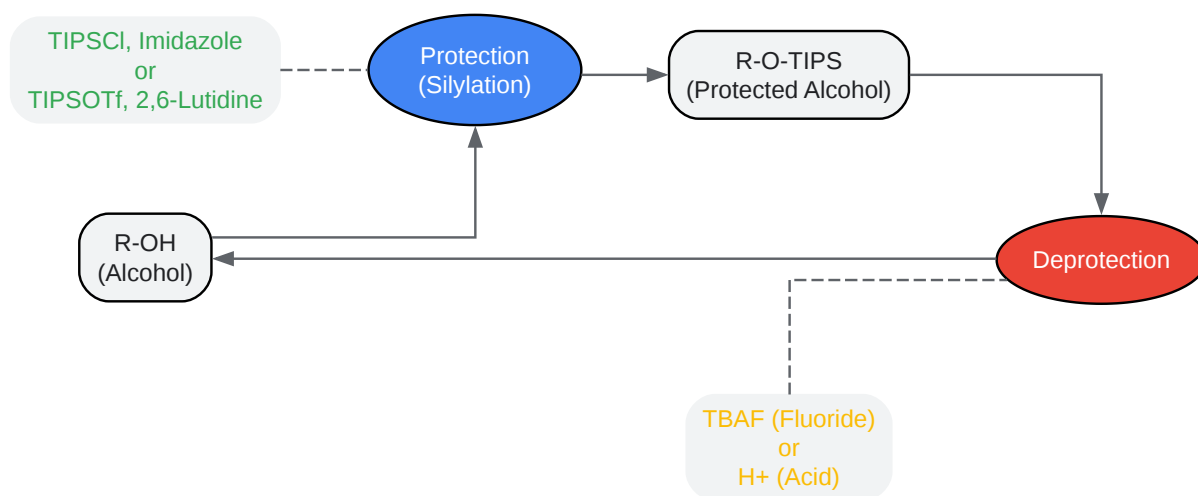 TIPSCl, Imidazole
or
TIPSOTf, 2,6-Lutidine
Protection
(Silylation)
R-O-TIPS
(Protected Alcohol)
R-OH
(Alcohol)
Deprotection
TBAF (Fluoride)
or
H+ (Acid)